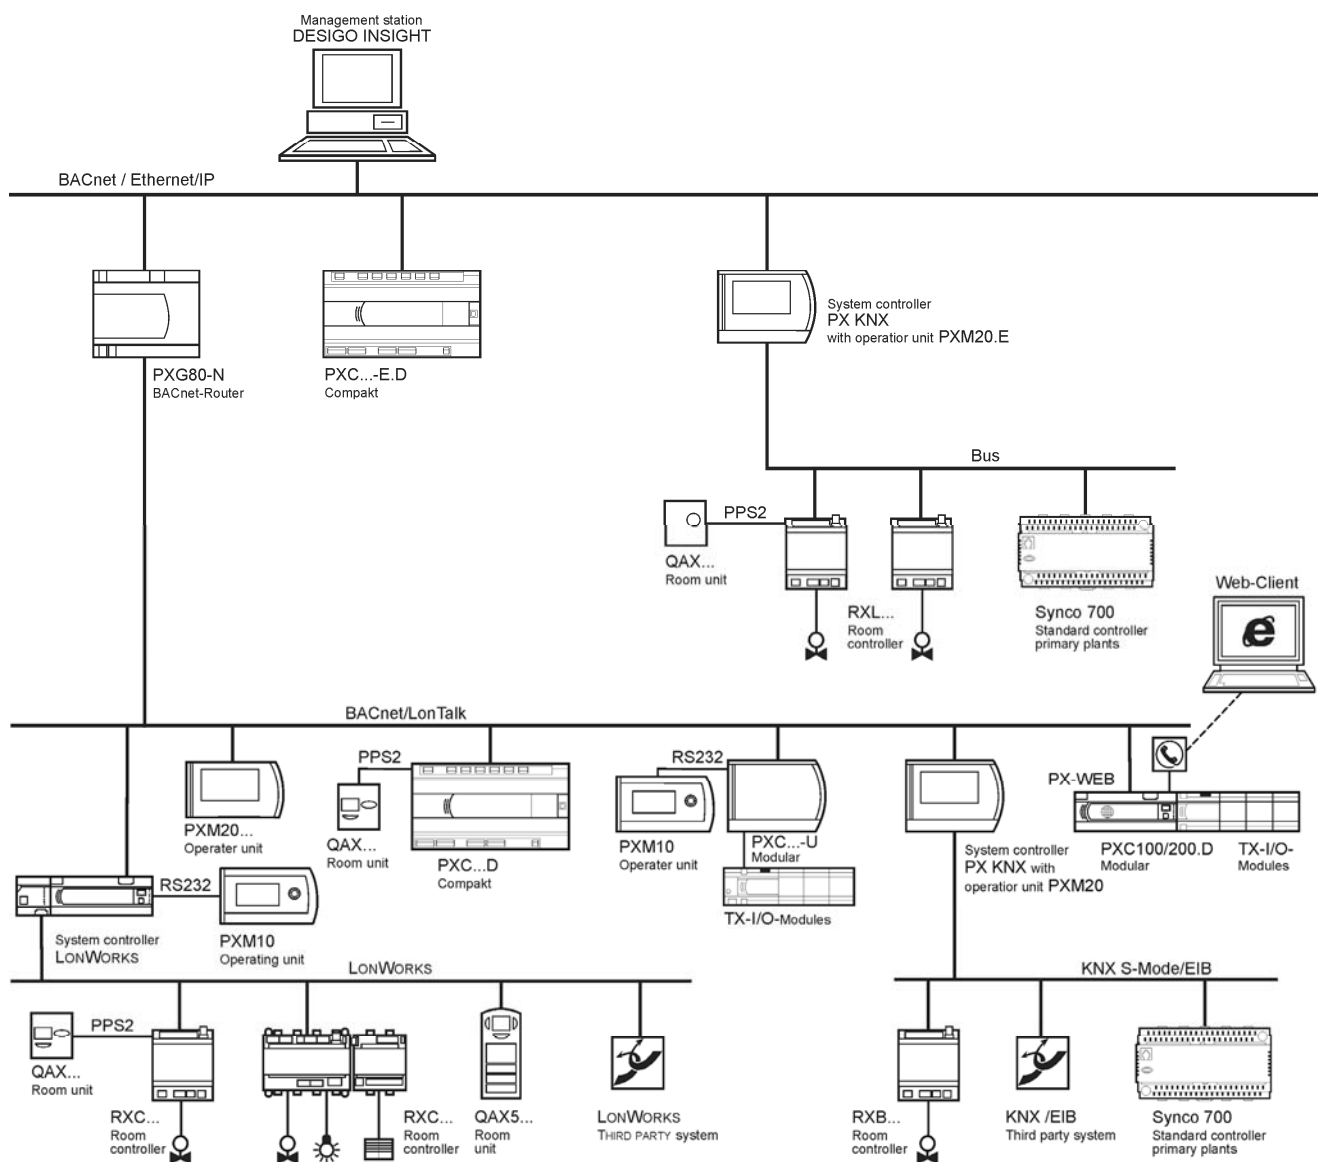 Management station
DESIGO INSIGHT
BACnet / Ethernet/IP
PXG80-N
BACnet-Router
PXC...-E.D
Compakt
System controller
PX KNX
with operatior unit PXM20.E
Bus
PPS2
QAX...
Room unit
RXL...
Room
controller
Synco 700
Standard controller
primary plants
Web-Client
BACnet/LonTalk
PXM20...
Operater unit
PPS2
QAX...
Room unit
PXC...D
Compakt
RS232
PXM10
Operater unit
PXC...-U
Modular
TX-I/O-Modules
System controller
PX KNX with
operatior unit PXM20
PX-WEB
PXC100/200.D
Modular
TX-I/O-
Modules
RS232
System controller
LONWORKS
PXM10
Operating unit
LONWORKS
KNX S-Mode/EIB
PPS2
QAX...
Room unit
RXC...
Room
controller
RXC...
Room
controller
QAX5...
Room
unit
LONWORKS
THIRD PARTY system
RXB...
Room
controller
KNX /EIB
Third party system
Synco 700
Standard controller
primary plants